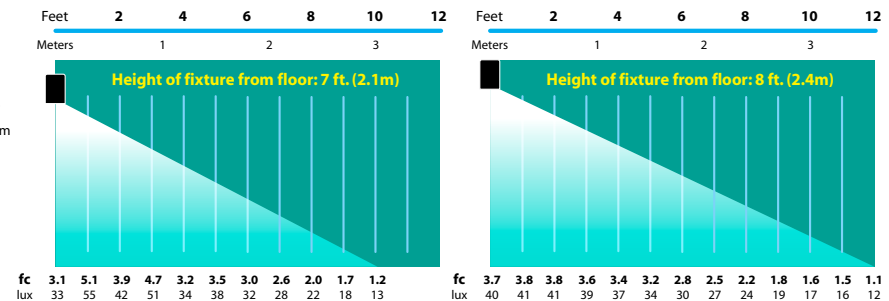 Feet 2 4 6 8 10 12
Meters 1 2 3
Height of fixture from floor: 7 ft. (2.1m)
fc 3.1 5.1 3.9 4.7 3.2 3.5 3.0 2.6 2.0 1.7 1.2
lux 33 55 42 51 34 38 32 28 22 18 13
m
Feet 2 4 6 8 10 12
Meters 1 2 3
Height of fixture from floor: 8 ft. (2.4m)
fc 3.7 3.8 3.8 3.6 3.4 3.2 2.8 2.5 2.2 1.8 1.6 1.5 1.1
lux 40 41 41 39 37 34 30 27 24 19 17 16 12